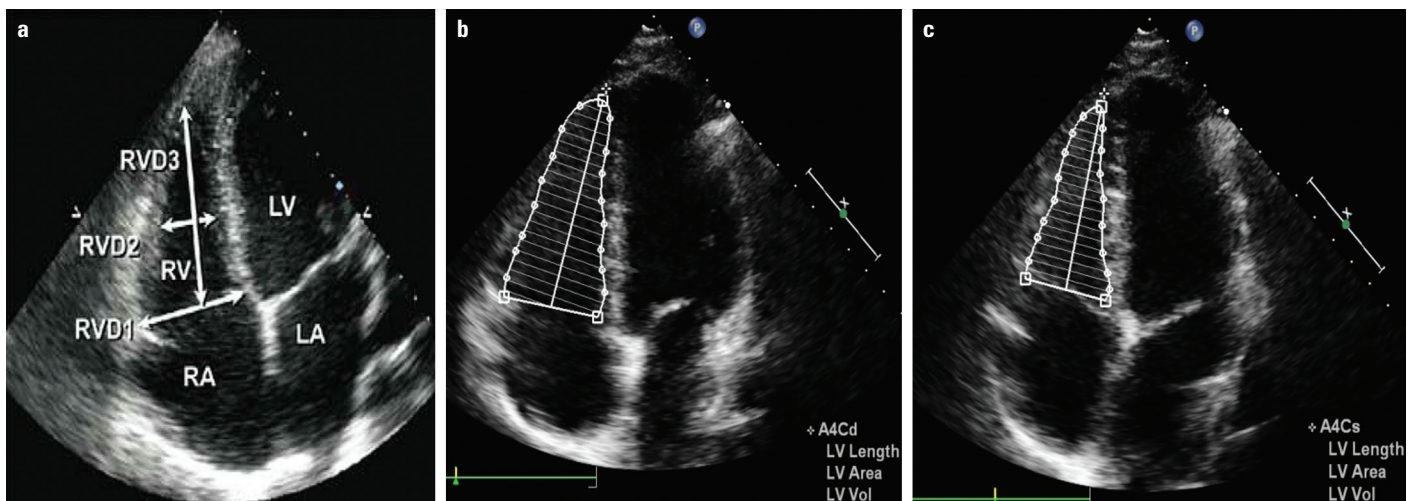 a
RVD3
LV
RVD2
RV
RVD1
LA
RA
b
P
x
A4Cd
LV Length
LV Area
LV Vol
c
P
x
A4Cs
LV Length
LV Area
LV Vol